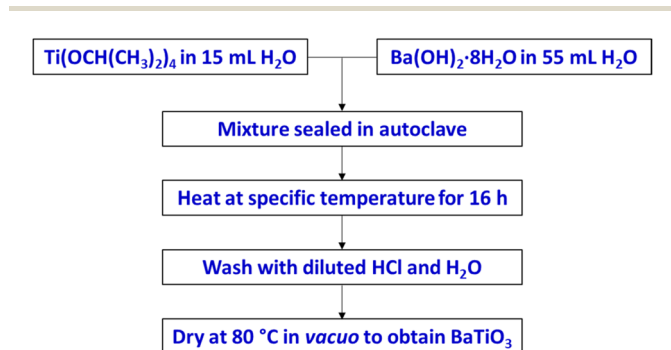 Ti(OCH(CH₃)₂)₄ in 15 mL H₂O
Ba(OH)₂·8H₂O in 55 mL H₂O
Mixture sealed in autoclave
Heat at specific temperature for 16 h
Wash with diluted HCl and H₂O
Dry at 80 °C in vacuo to obtain BaTiO₃